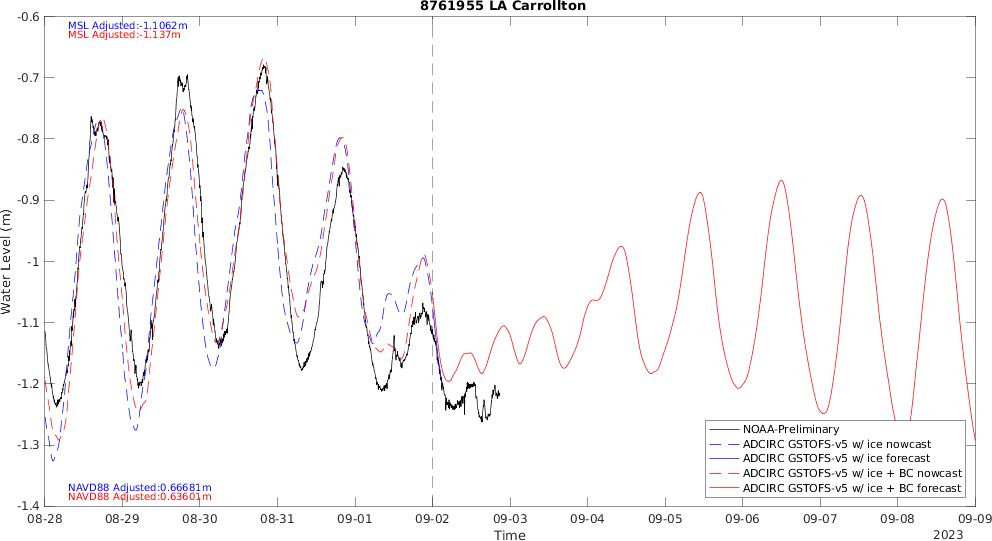 8761955 LA Carrollton
MSL Adjusted:-1.1062m
MSL Adjusted:-1.137m
-0.6
-0.7
-0.8
-0.9
-1
-1.1
-1.2
-1.3
-1.4
Water Level (m)
NAVD88 Adjusted:0.66681m
NAVD88 Adjusted:0.63601m
NOAA-Preliminary
ADCIRC GSTOFS-v5 w/ ice nowcast
ADCIRC GSTOFS-v5 w/ ice forecast
ADCIRC GSTOFS-v5 w/ ice + BC nowcast
ADCIRC GSTOFS-v5 w/ ice + BC forecast
08-28 08-29 08-30 08-31 09-01 09-02 09-03 09-04 09-05 09-06 09-07 09-08 09-09
Time
2023